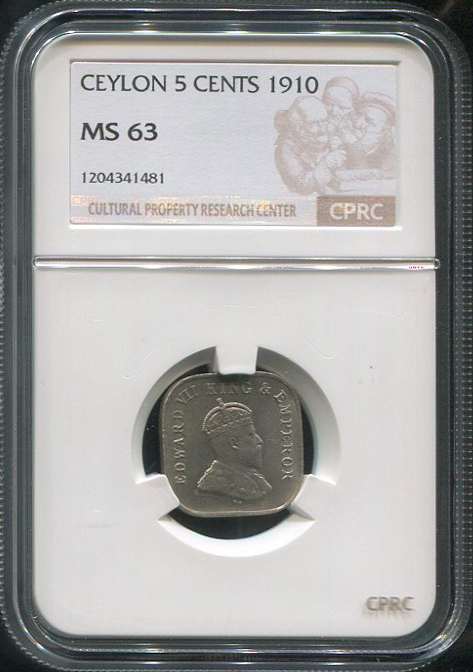 CEYLON 5 CENTS 1910
MS 63
1204341481
CULTURAL PROPERTY RESEARCH CENTER
CPRC
EDWARD VII KING & EMPEROR
CPRC